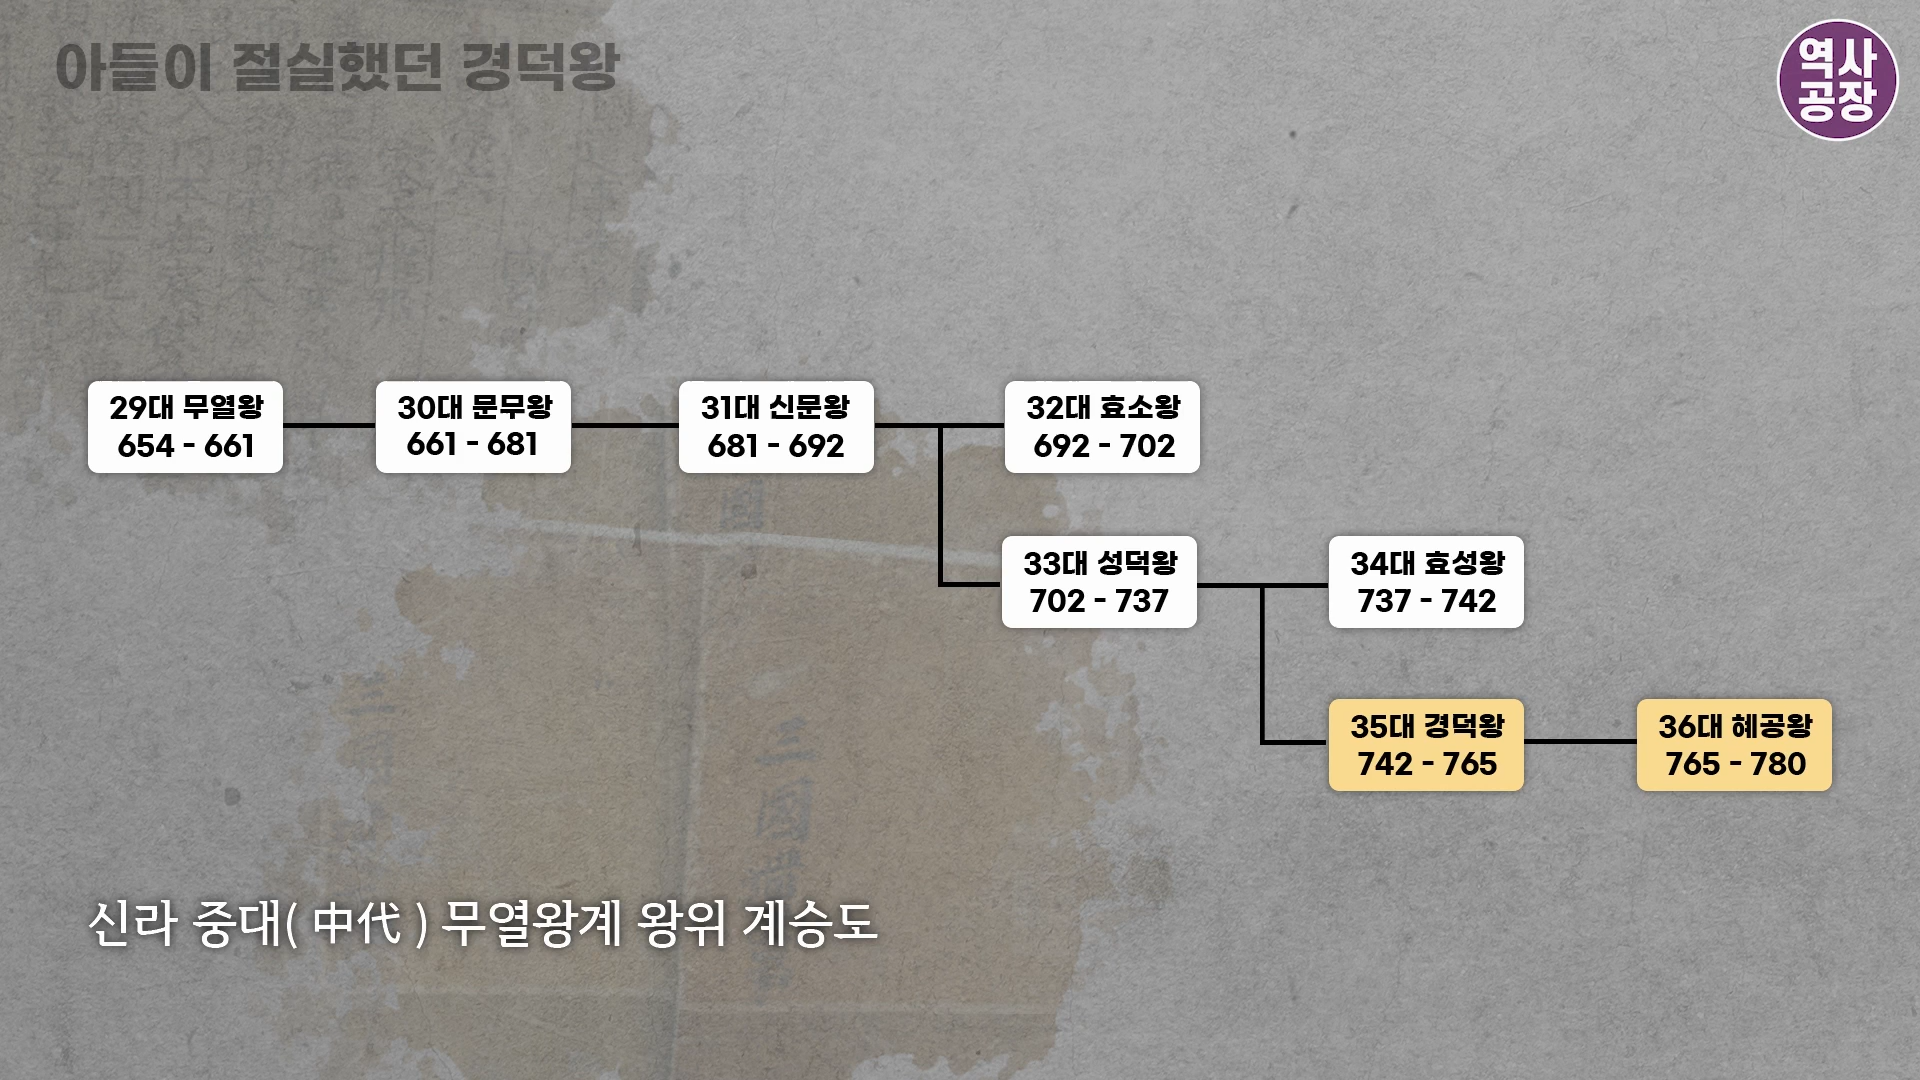 아들이 절실했던 경덕왕
역사
공장
29대 무열왕
654 - 661
30대 문무왕
661 - 681
31대 신문왕
681 - 692
32대 효소왕
692 - 702
33대 성덕왕
702 - 737
34대 효성왕
737 - 742
35대 경덕왕
742 - 765
36대 혜공왕
765 - 780
신라 중대( 中代 ) 무열왕계 왕위 계승도